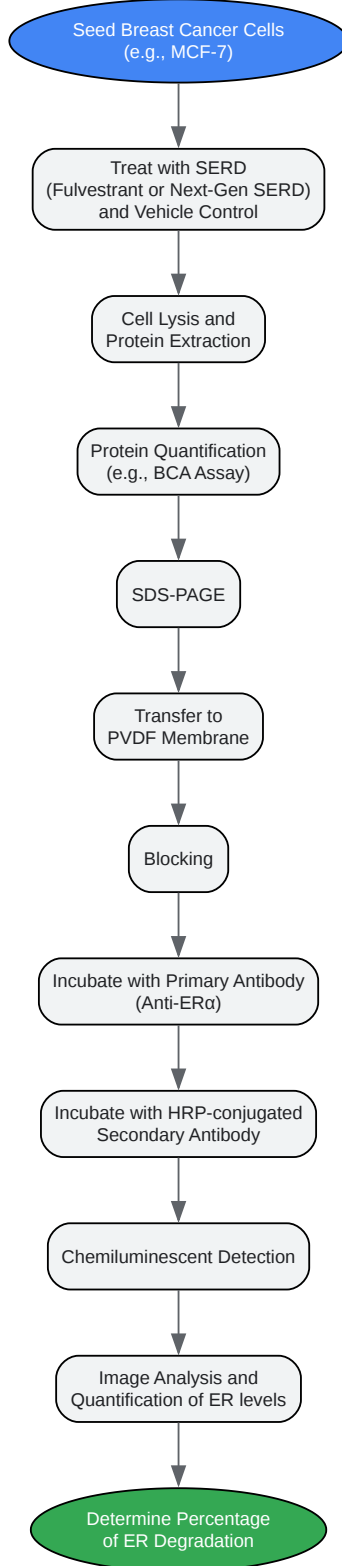 Seed Breast Cancer Cells
(e.g., MCF-7)
Treat with SERD
(Fulvestrant or Next-Gen SERD)
and Vehicle Control
Cell Lysis and
Protein Extraction
Protein Quantification
(e.g., BCA Assay)
SDS-PAGE
Transfer to
PVDF Membrane
Blocking
Incubate with Primary Antibody
(Anti-ERα)
Incubate with HRP-conjugated
Secondary Antibody
Chemiluminescent Detection
Image Analysis and
Quantification of ER levels
Determine Percentage
of ER Degradation